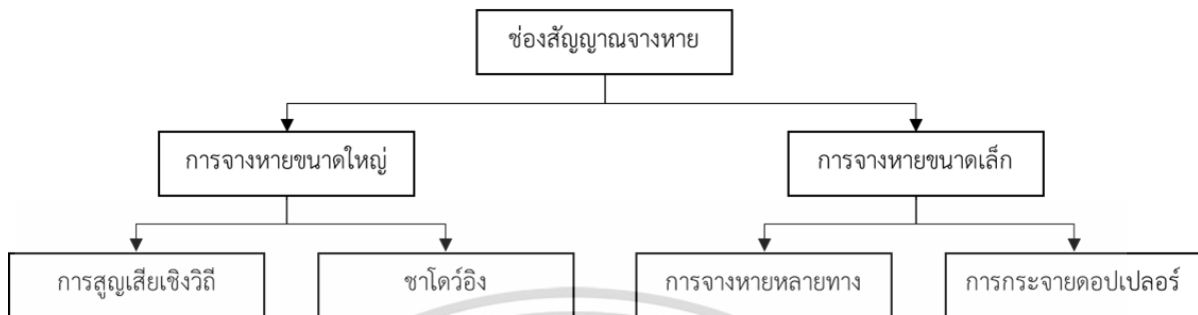 ช่องสัญญาณจางหาย
การจางหายขนาดใหญ่
การจางหายขนาดเล็ก
การสูญเสียเชิงวิถี
ชาโดว์อิง
การจางหายหลายทาง
การกระจายดอปเปลอร์